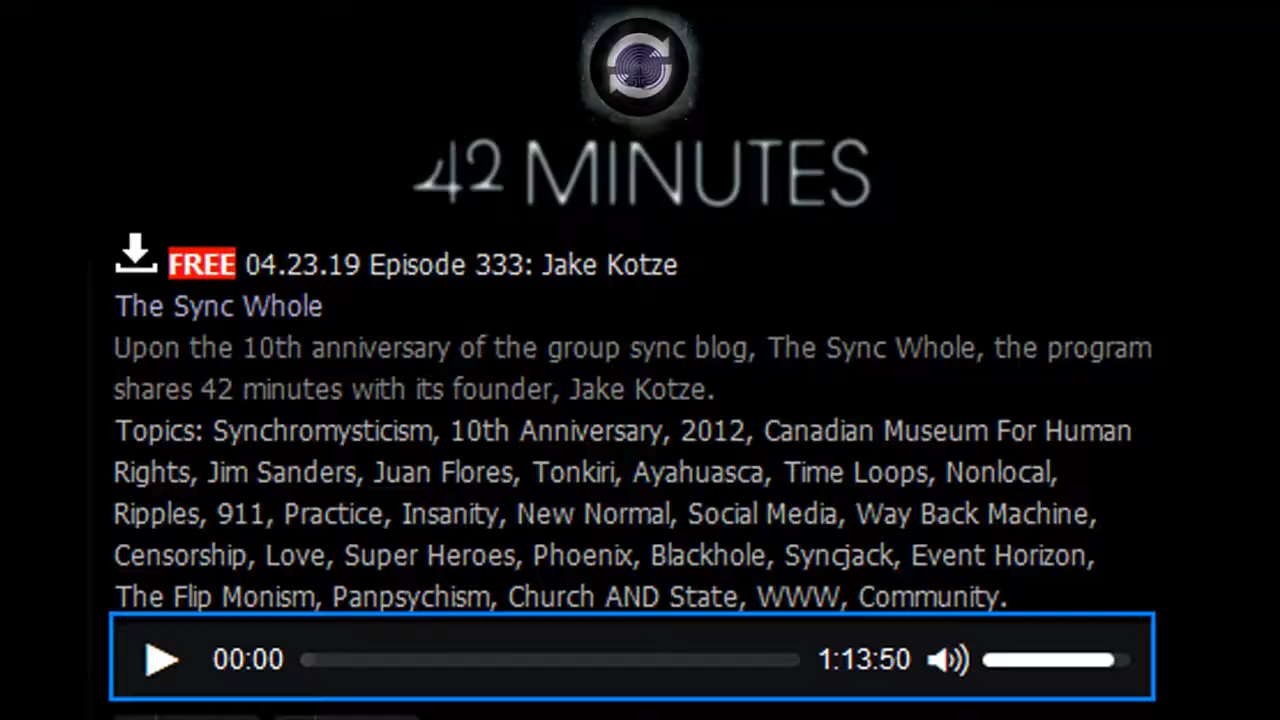 42 MINUTES
FREE 04.23.19 Episode 333: Jake Kotze
The Sync Whole
Upon the 10th anniversary of the group sync blog, The Sync Whole, the program
shares 42 minutes with its founder, Jake Kotze.
Topics: Synchromysticism, 10th Anniversary, 2012, Canadian Museum For Human
Rights, Jim Sanders, Juan Flores, Tonkiri, Ayahuasca, Time Loops, Nonlocal,
Ripples, 911, Practice, Insanity, New Normal, Social Media, Way Back Machine,
Censorship, Love, Super Heroes, Phoenix, Blackhole, Syncjack, Event Horizon,
The Flip Monism, Panpsychism, Church AND State, WWW, Community.
00:00 1:13:50